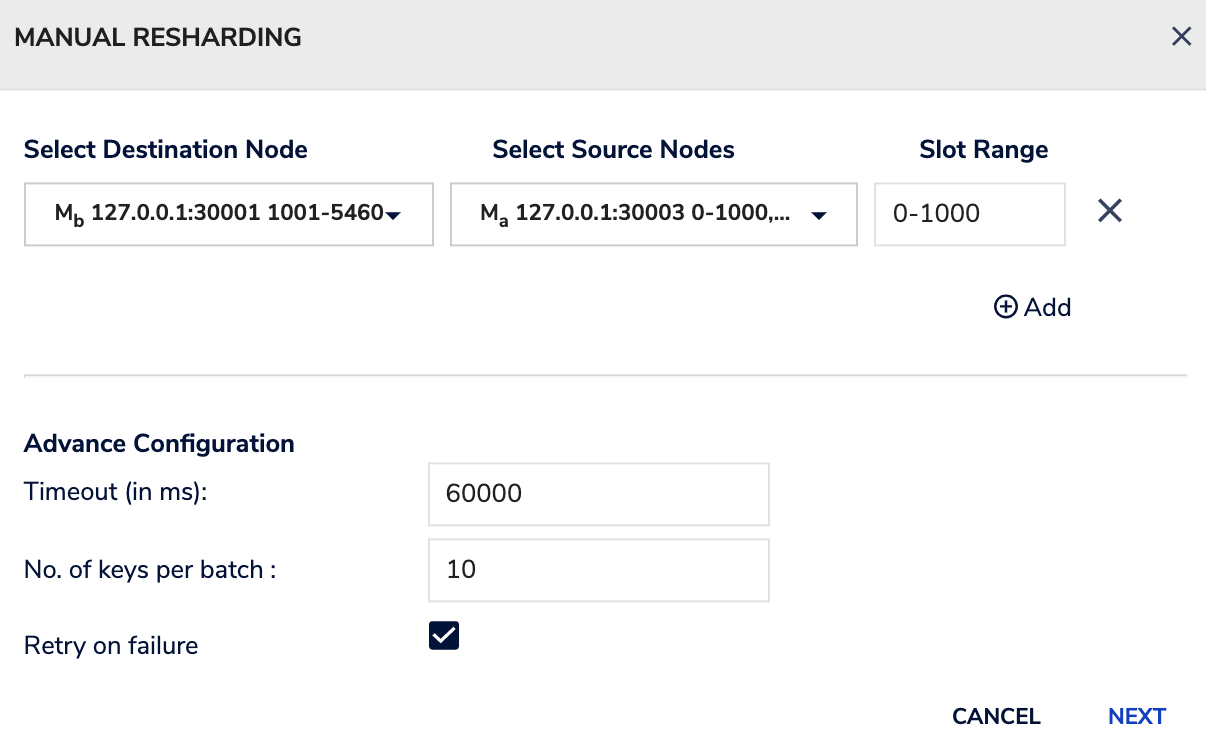 MANUAL RESHARDING
Select Destination Node Select Source Nodes Slot Range
Mb 127.0.0.1:30001 1001-5460 Ma 127.0.0.1:30003 0-1000,... 0-1000
Add
Advance Configuration
Timeout (in ms): 60000
No. of keys per batch : 10
Retry on failure
CANCEL NEXT